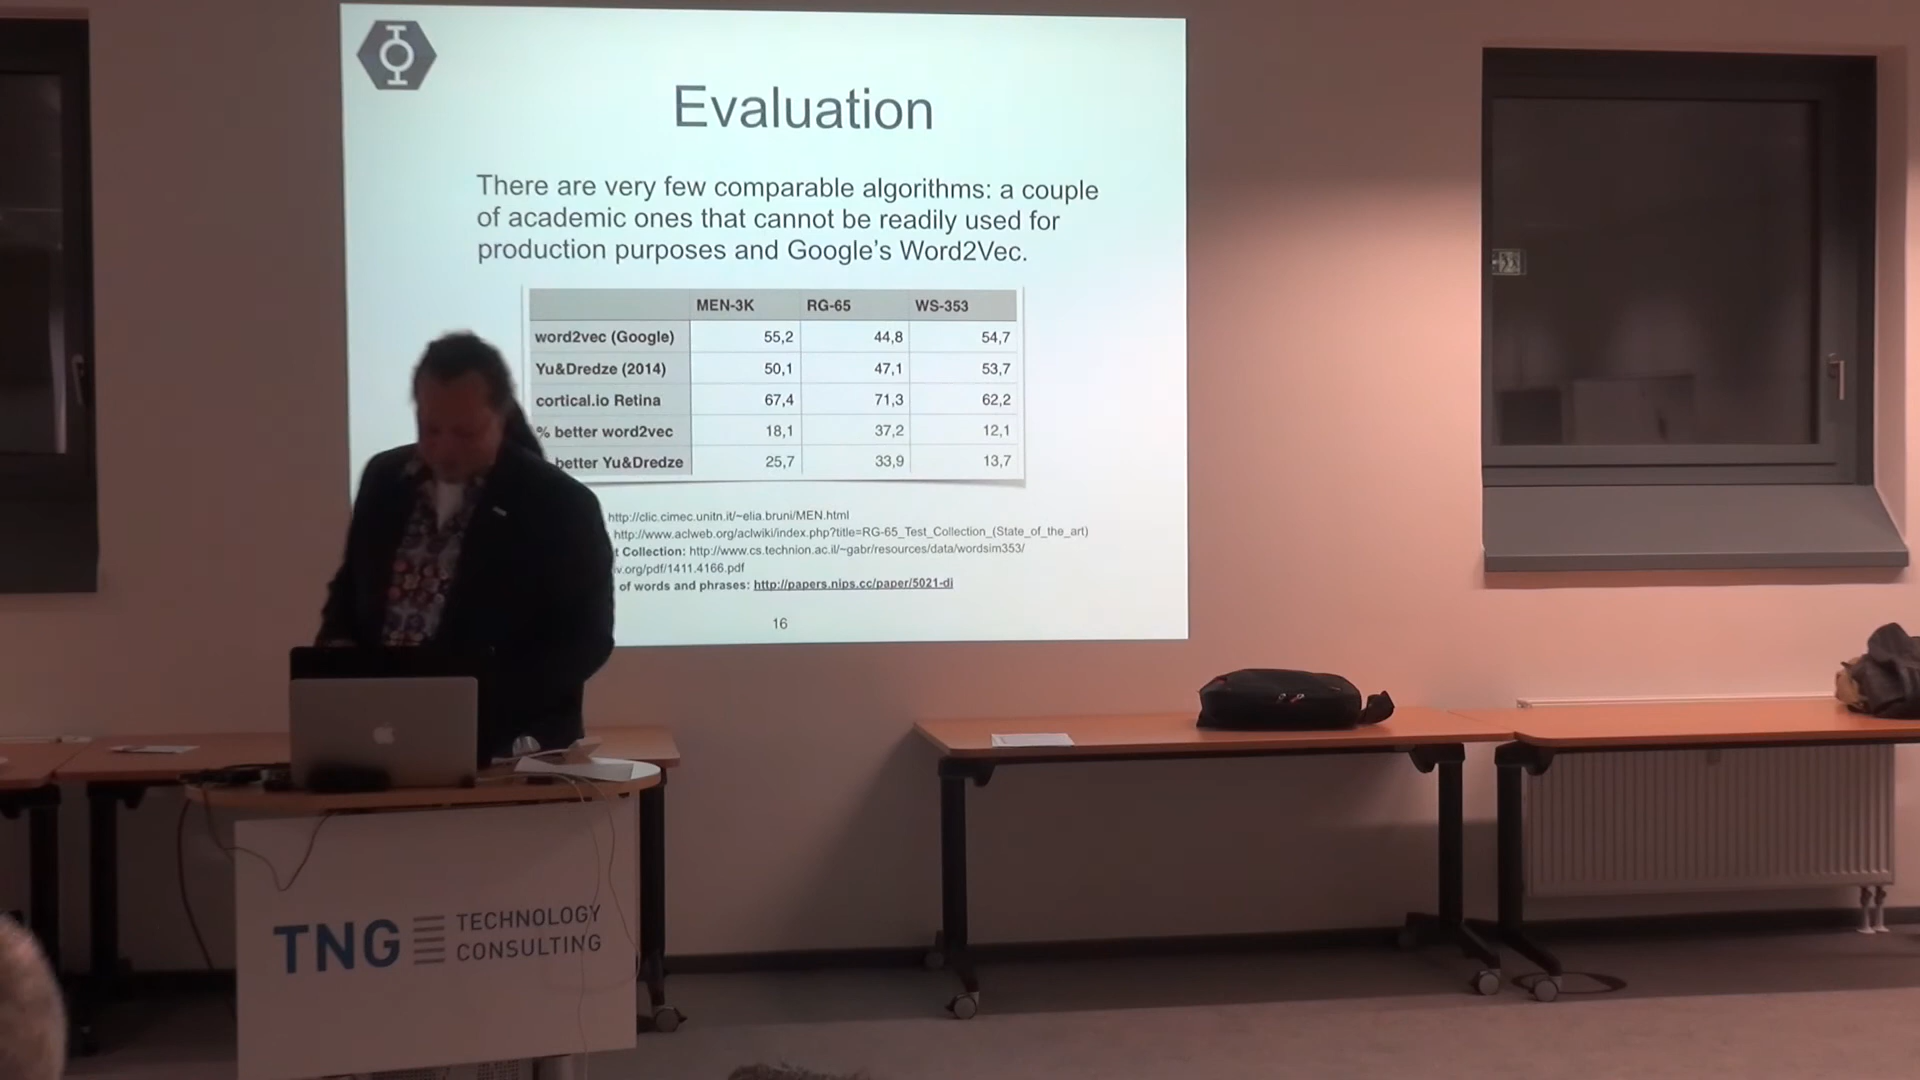 Evaluation
There are very few comparable algorithms: a couple
of academic ones that cannot be readily used for
production purposes and Google's Word2Vec.
MEN-3K RG-65 WS-353
word2vec (Google) 55,2 44,8 54,7
Yu&Dredze (2014) 50,1 47,1 53,7
cortical.io Retina 67,4 71,3 62,2
% better word2vec 18,1 37,2 12,1
better Yu&Dredze 25,7 33,9 13,7
http://clic.cimec.unitn.it/~elia.bruni/MEN.html
http://www.aclweb.org/aclwiki/index.php?title=RG-65_Test_Collection_(State_of_the_art)
t Collection: http://www.cs.technion.ac.il/~gabr/resources/data/wordsim353/
v.org/pdf/1411.4166.pdf
of words and phrases: http://papers.nips.cc/paper/5021-di
16
TNG TECHNOLOGY
CONSULTING